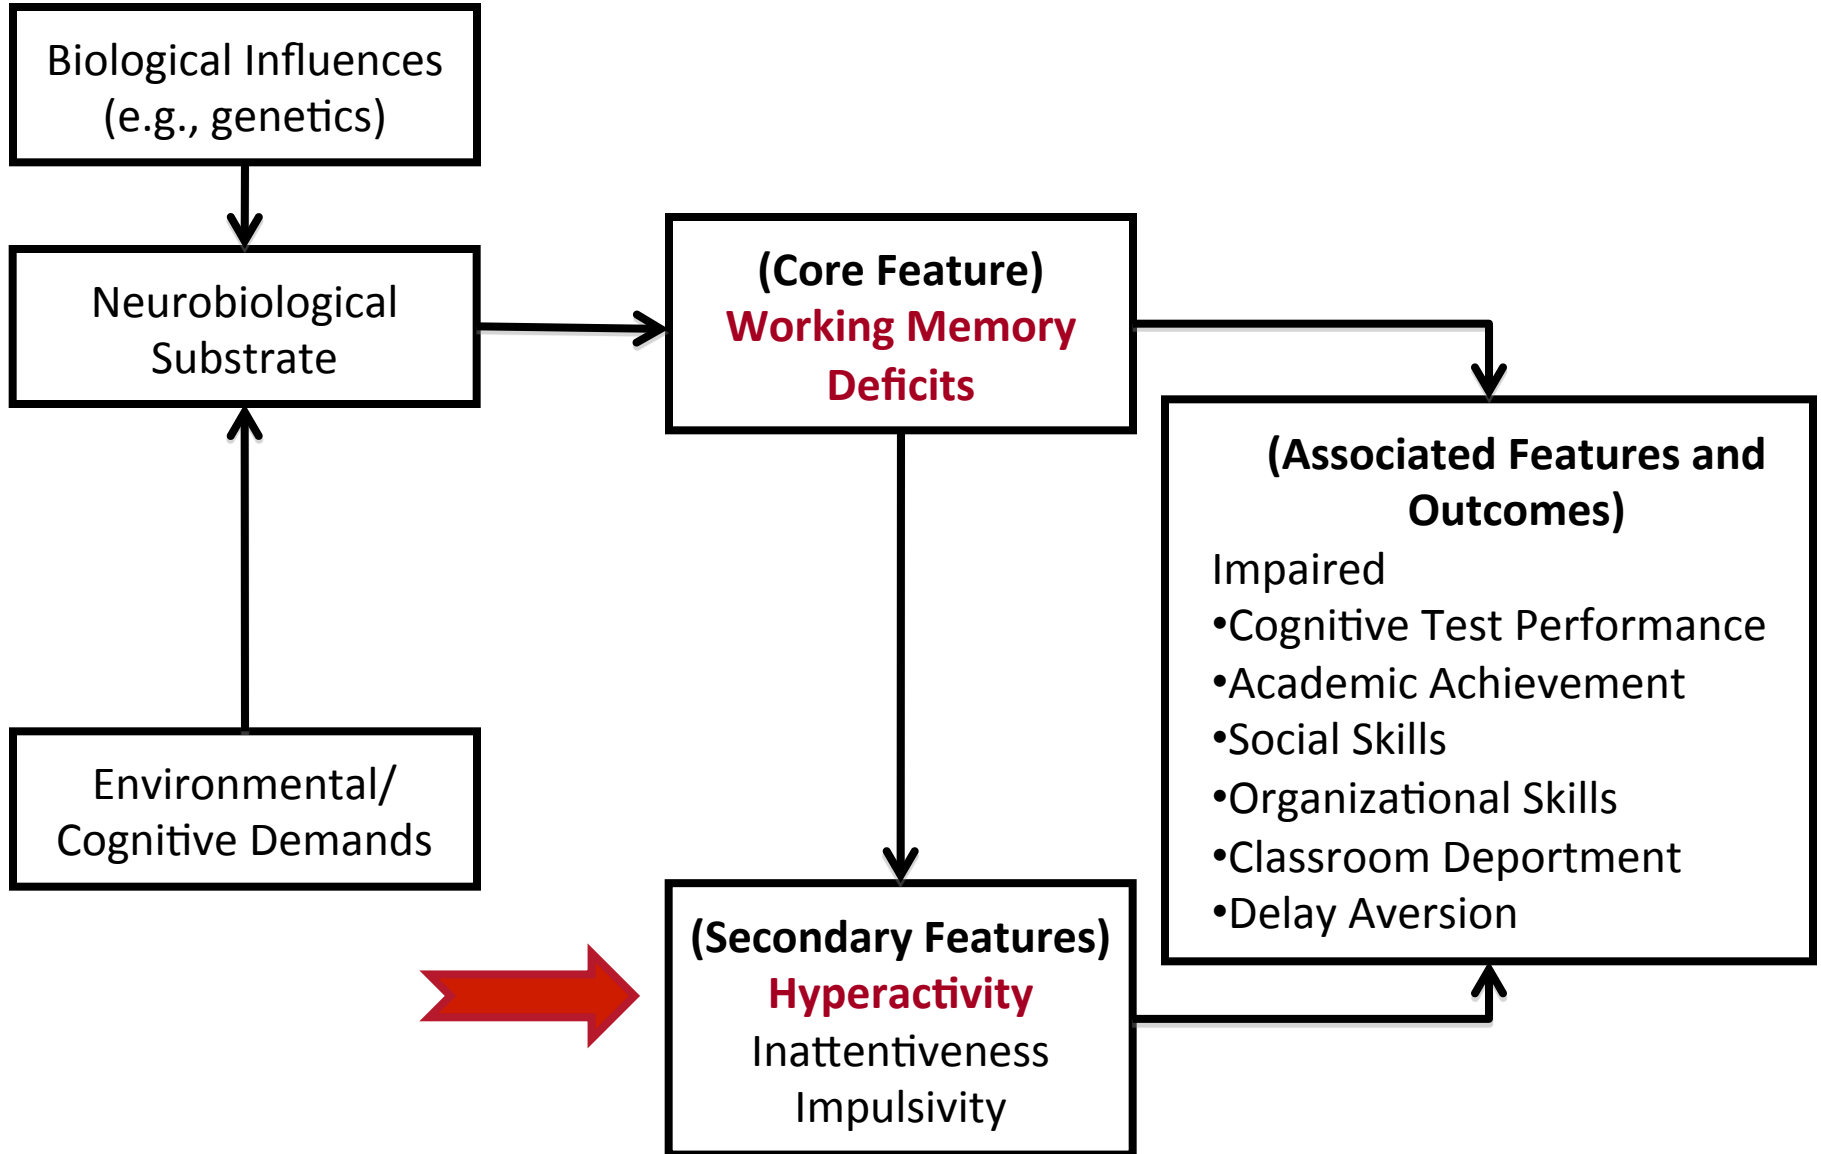 Biological Influences
(e.g., genetics)
Neurobiological
Substrate
Environmental/
Cognitive Demands
(Core Feature)
Working Memory
Deficits
(Secondary Features)
Hyperactivity
Inattentiveness
Impulsivity
(Associated Features and
Outcomes)
Impaired
•Cognitive Test Performance
•Academic Achievement
•Social Skills
•Organizational Skills
•Classroom Deportment
•Delay Aversion